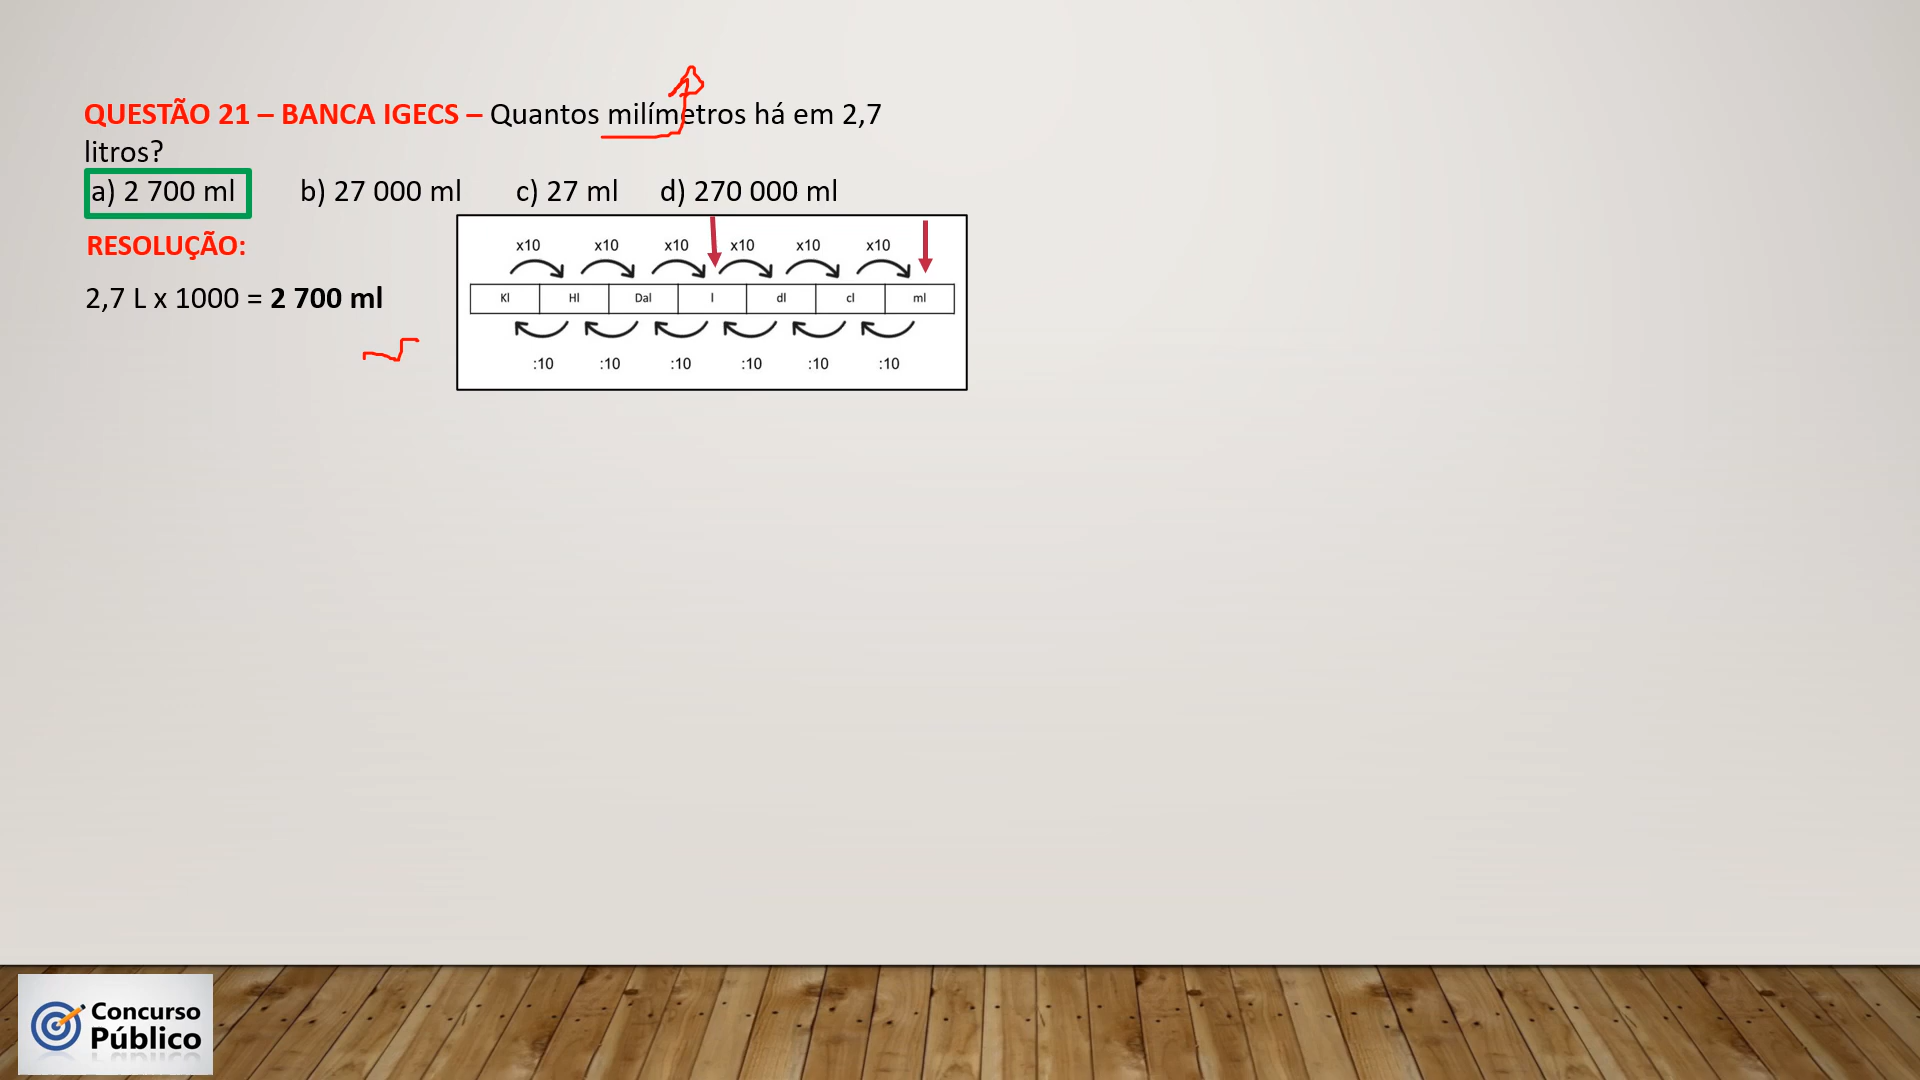 QUESTÃO 21 – BANCA IGECS – Quantos milímetros há em 2,7
litros?
a) 2 700 ml b) 27 000 ml c) 27 ml d) 270 000 ml
RESOLUÇÃO:
2,7 L x 1000 = 2 700 ml
x10 x10 x10 x10 x10 x10
Kl Hl Dal l dl cl ml
:10 :10 :10 :10 :10 :10
Concurso
Público